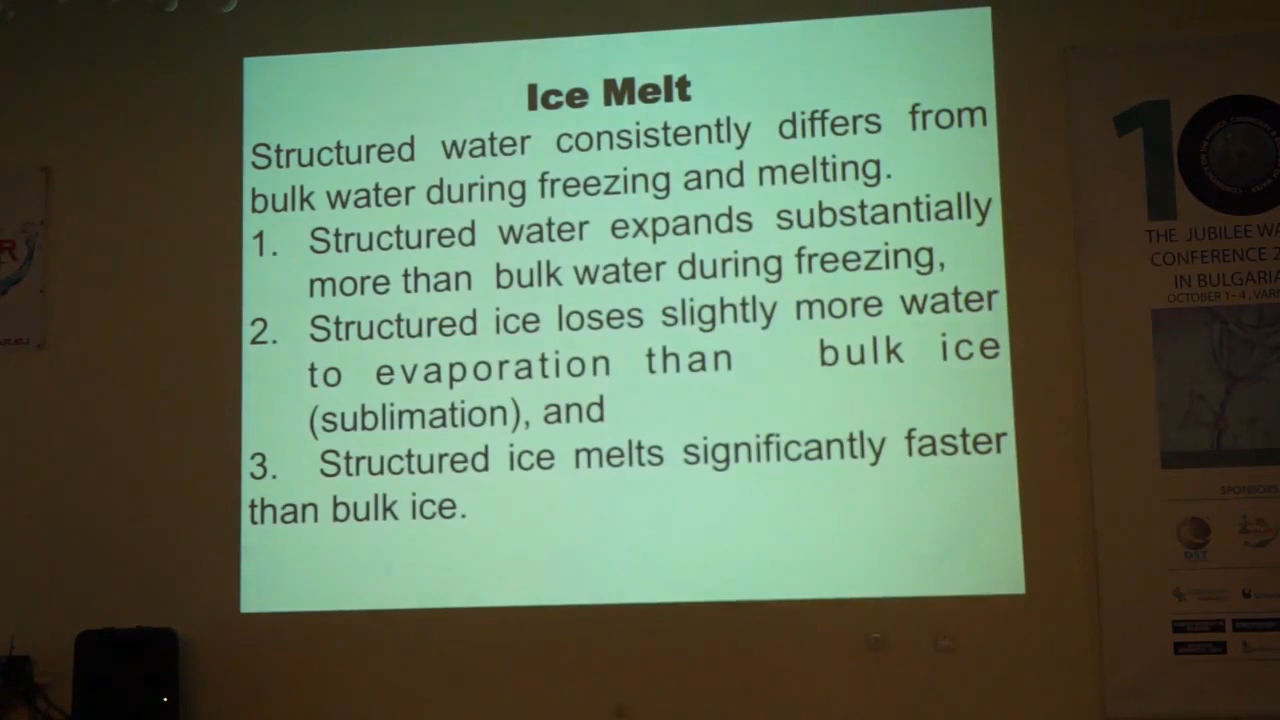 Ice Melt
Structured water consistently differs from
bulk water during freezing and melting.
1. Structured water expands substantially
more than bulk water during freezing,
2. Structured ice loses slightly more water
to evaporation than bulk ice
(sublimation), and
3. Structured ice melts significantly faster
than bulk ice.
R
10
THE JUBILEE WA
CONFERENCE 2
IN BULGARIA
OCTOBER 1-4, VAR
SPONSORS
DST